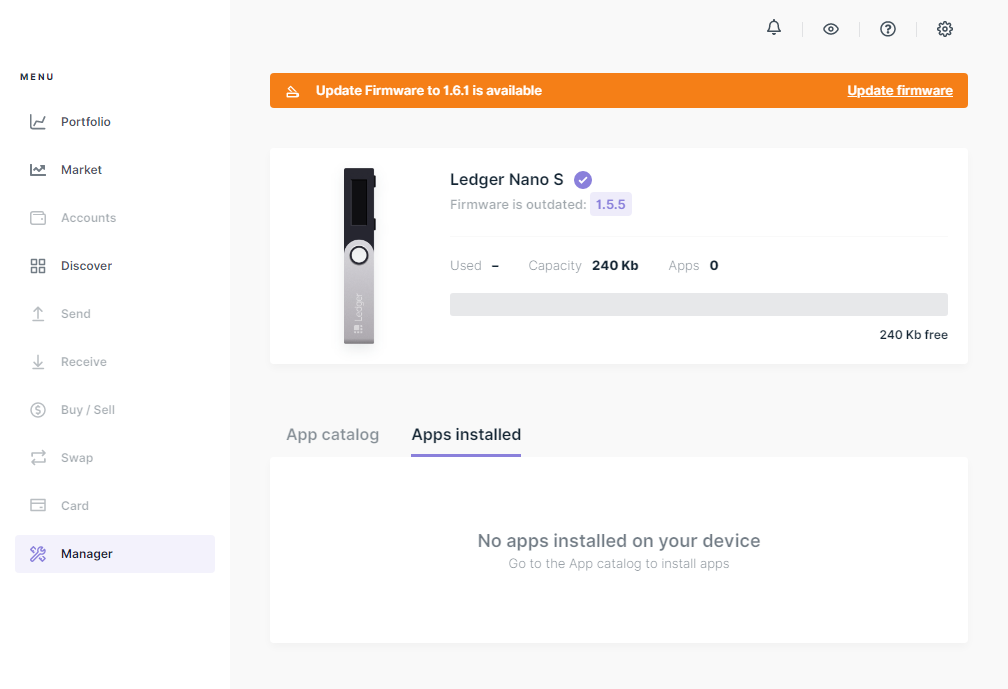 MENU
Portfolio
Market
Accounts
Discover
Send
Receive
Buy / Sell
Swap
Card
Manager
Update Firmware to 1.6.1 is available
Update firmware
Ledger
Ledger Nano S
Firmware is outdated: 1.5.5
Used – Capacity 240 Kb Apps 0
240 Kb free
App catalog Apps installed
No apps installed on your device
Go to the App catalog to install apps